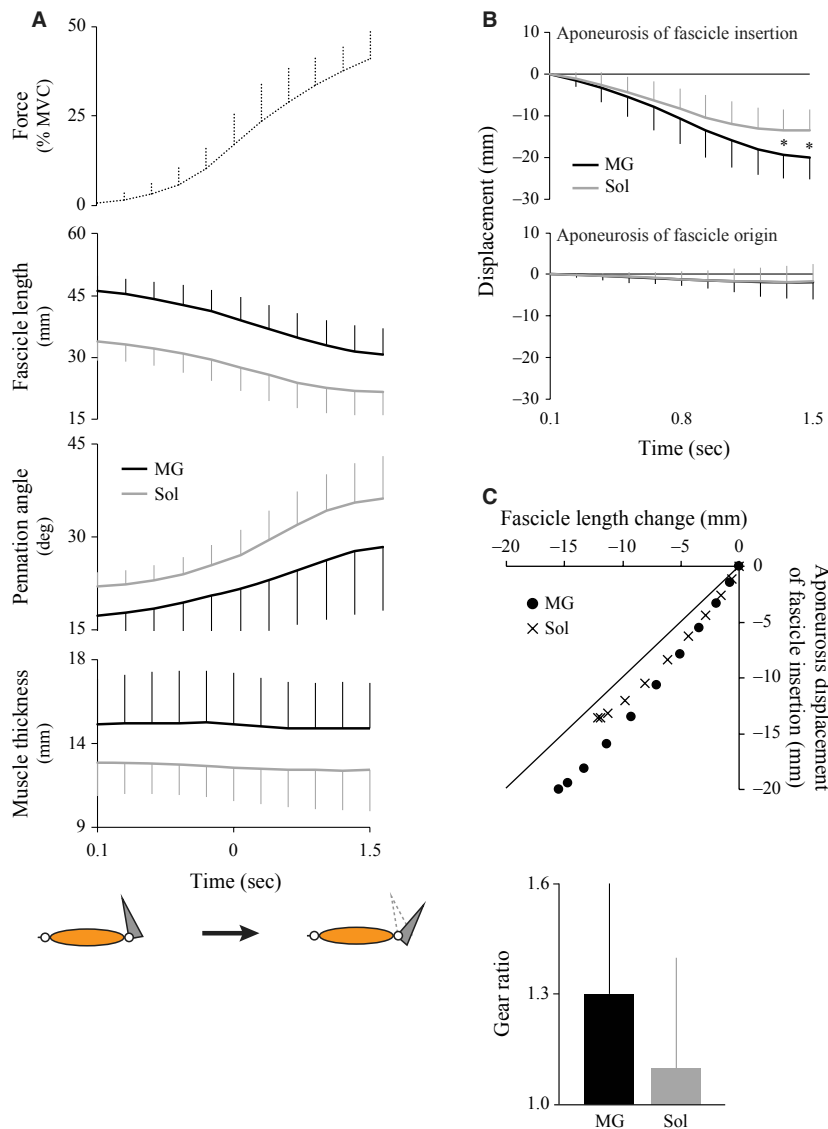 A
50
25
0
Force
(% MVC)
60
45
30
15
Fascicle length
(mm)
45
30
15
Pennation angle
(deg)
MG
Sol
18
14
9
Muscle thickness
(mm)
0.1
0
1.5
Time (sec)
B
Aponeurosis of fascicle insertion
10
0
–10
–20
–30
MG
Sol
*
*
Displacement (mm)
Aponeurosis of fascicle origin
10
0
–10
–20
–30
0.1
0.8
1.5
Time (sec)
C
Fascicle length change (mm)
–20
–15
–10
–5
0
0
–5
–10
–15
–20
MG
Sol
Aponeurosis displacement
of fascicle insertion (mm)
1.6
1.3
1.0
Gear ratio
MG
Sol